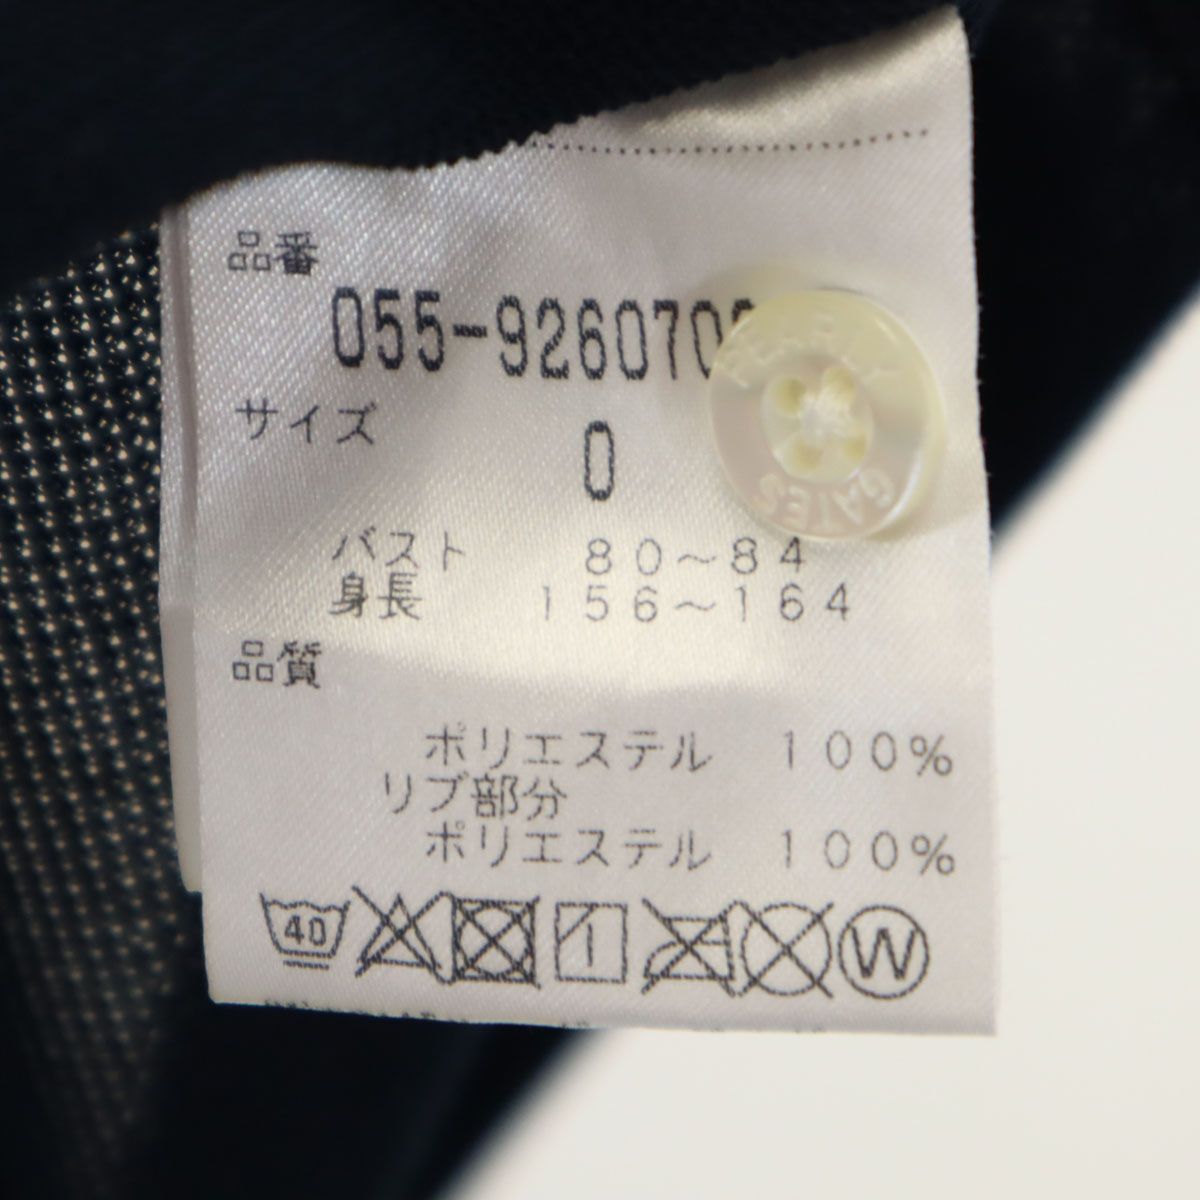 品番
055-926070
サイズ
0
バスト 80～84
身長 156～164
品質
ポリエステル 100%
リブ部分
ポリエステル 100%
40
W
PEARLY
GATES